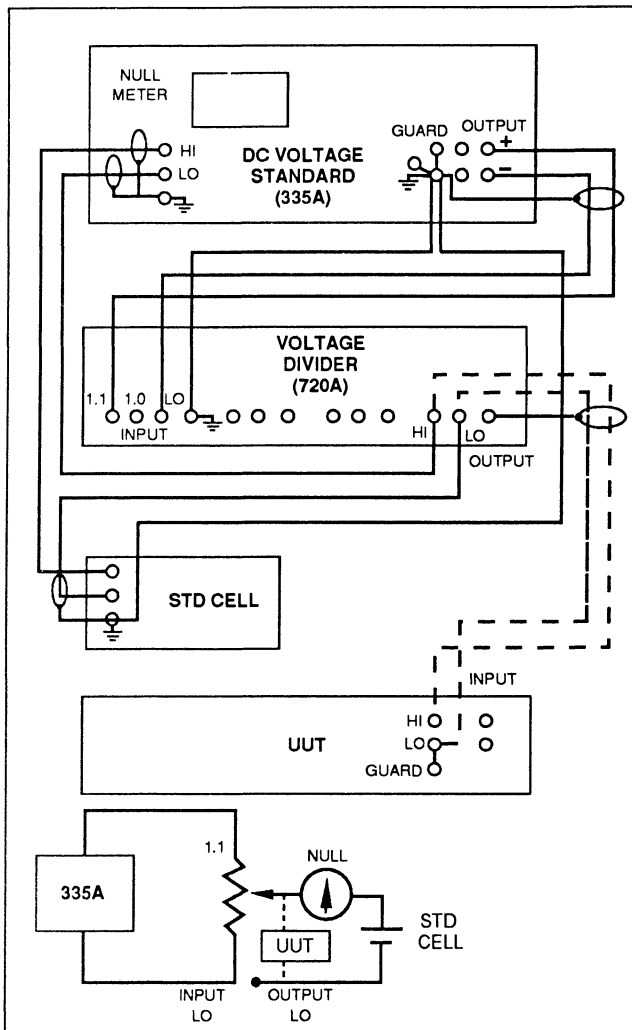 NULL
METER
GUARD
OUTPUT
+
HI
LO
DC VOLTAGE
STANDARD
(335A)
−
VOLTAGE
DIVIDER
(720A)
1.1
1.0
LO
INPUT
HI
LO
OUTPUT
STD CELL
INPUT
HI
LO
UUT
GUARD
1.1
NULL
335A
UUT
STD
CELL
INPUT
LO
OUTPUT
LO